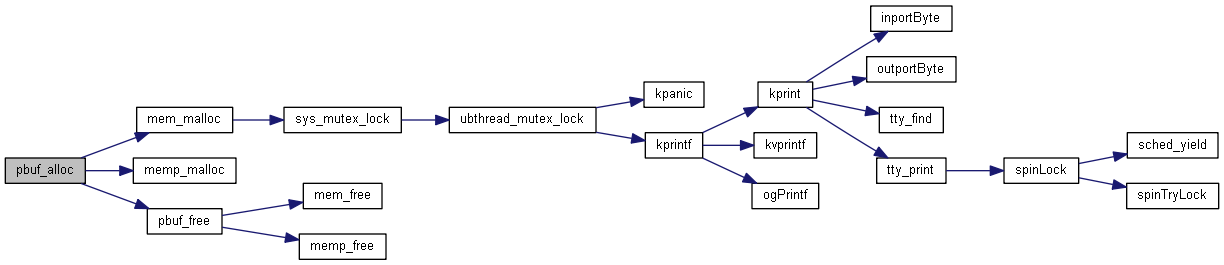 pbuf_alloc
mem_malloc
memp_malloc
pbuf_free
sys_mutex_lock
mem_free
memp_free
ubthread_mutex_lock
kpanic
kprintf
kprint
kvprintf
ogPrintf
inportByte
outportByte
tty_find
tty_print
spinLock
sched_yield
spinTryLock